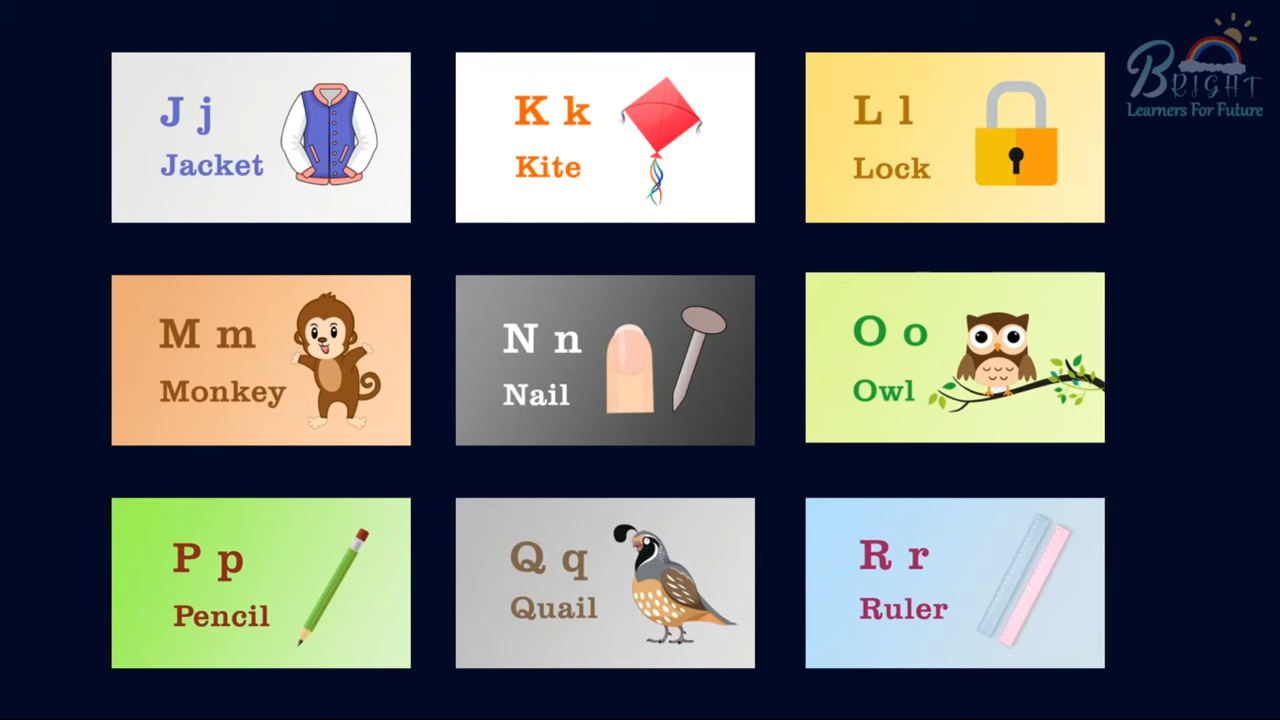 J j
Jacket
K k
Kite
L l
Lock
BRIGHT
Learners For Future
M m
Monkey
N n
Nail
O o
Owl
P p
Pencil
Q q
Quail
R r
Ruler